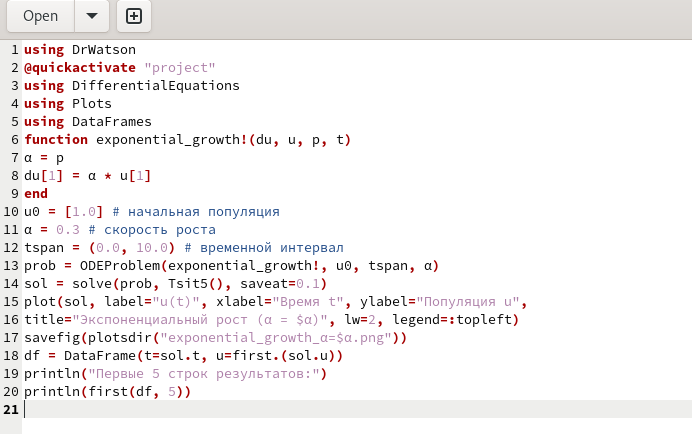 Open
1 using DrWatson
2 @quickactivate "project"
3 using DifferentialEquations
4 using Plots
5 using DataFrames
6 function exponential_growth!(du, u, p, t)
7 α = p
8 du[1] = α * u[1]
9 end
10 u0 = [1.0] # начальная популяция
11 α = 0.3 # скорость роста
12 tspan = (0.0, 10.0) # временной интервал
13 prob = ODEProblem(exponential_growth!, u0, tspan, α)
14 sol = solve(prob, Tsit5(), saveat=0.1)
15 plot(sol, label="u(t)", xlabel="Время t", ylabel="Популяция u",
16 title="Экспоненциальный рост (α = $α)", lw=2, legend=:topleft)
17 savefig(plotsdir("exponential_growth_α=$α.png"))
18 df = DataFrame(t=sol.t, u=first.(sol.u))
19 println("Первые 5 строк результатов:")
20 println(first(df, 5))
21